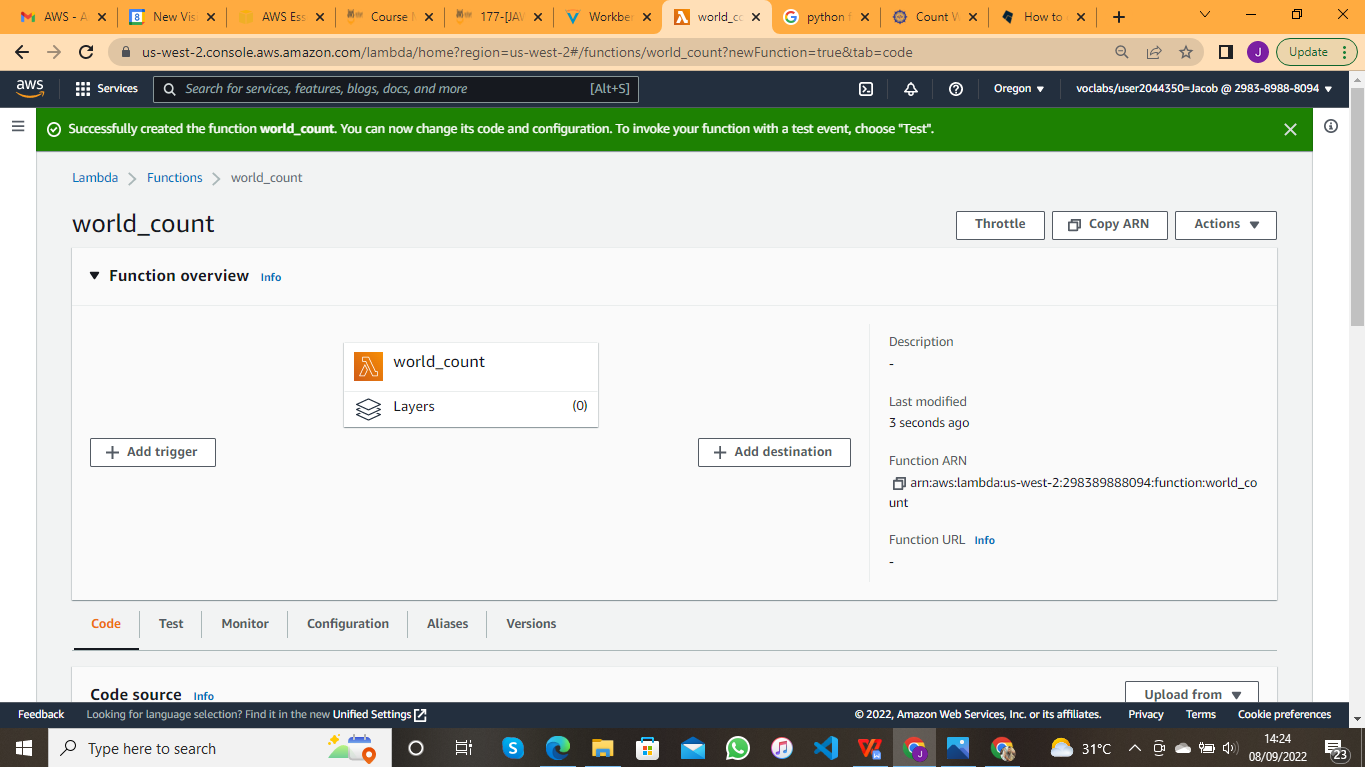 AWS - A
New Vis
AWS Ess
Course M
177-[JAV
Workben
world_co
python f
Count W
How to
us-west-2.console.aws.amazon.com/lambda/home?region=us-west-2#/functions/world_count?newFunction=true&tab=code
J
Update
aws
Services
Search for services, features, blogs, docs, and more
[Alt+S]
Oregon
voclabs/user2044350=Jacob @ 2983-8988-8094
Successfully created the function world_count. You can now change its code and configuration. To invoke your function with a test event, choose "Test".
Lambda
Functions
world_count
world_count
Throttle
Copy ARN
Actions
Function overview Info
world_count
Layers
(0)
Add trigger
Add destination
Description
-
Last modified
3 seconds ago
Function ARN
arn:aws:lambda:us-west-2:298389888094:function:world_co
unt
Function URL Info
-
Code
Test
Monitor
Configuration
Aliases
Versions
Code source Info
Upload from
Feedback
Looking for language selection? Find it in the new Unified Settings
© 2022, Amazon Web Services, Inc. or its affiliates.
Privacy
Terms
Cookie preferences
Type here to search
31°C
14:24
08/09/2022
23